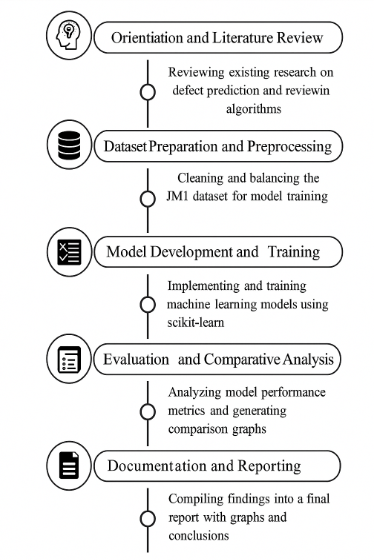 Orientiation and Literature Review
Reviewing existing research on
defect prediction and reviewin
algorithms
Dataset Preparation and Preprocessing
Cleaning and balancing the
JM1 dataset for model training
Model Development and Training
Implementing and training
machine learning models using
scikit-learn
Evaluation and Comparative Analysis
Analyzing model performance
metrics and generating
comparison graphs
Documentation and Reporting
Compiling findings into a final
report with graphs and
conclusions